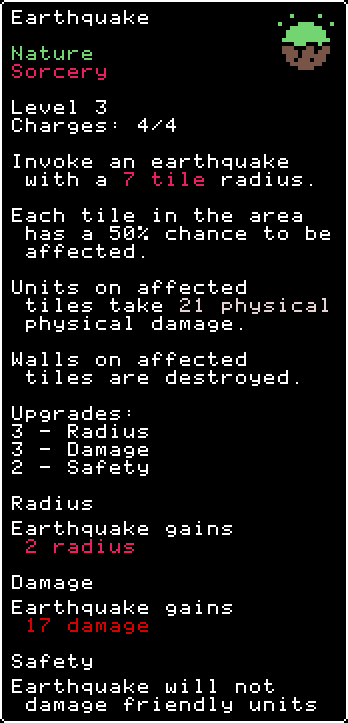 Earthquake
Nature
Sorcery
Level 3
Charges: 4/4
Invoke an earthquake
with a 7 tile radius.
Each tile in the area
has a 50% chance to be
affected.
Units on affected
tiles take 21 physical
physical damage.
Walls on affected
tiles are destroyed.
Upgrades:
3 - Radius
3 - Damage
2 - Safety
Radius
Earthquake gains
2 radius
Damage
Earthquake gains
17 damage
Safety
Earthquake will not
damage friendly units